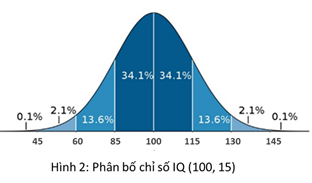 34.1% 34.1%
0.1% 2.1% 13.6% 13.6% 2.1% 0.1%
45 60 85 100 115 130 145
Hình 2: Phân bố chỉ số IQ (100, 15)